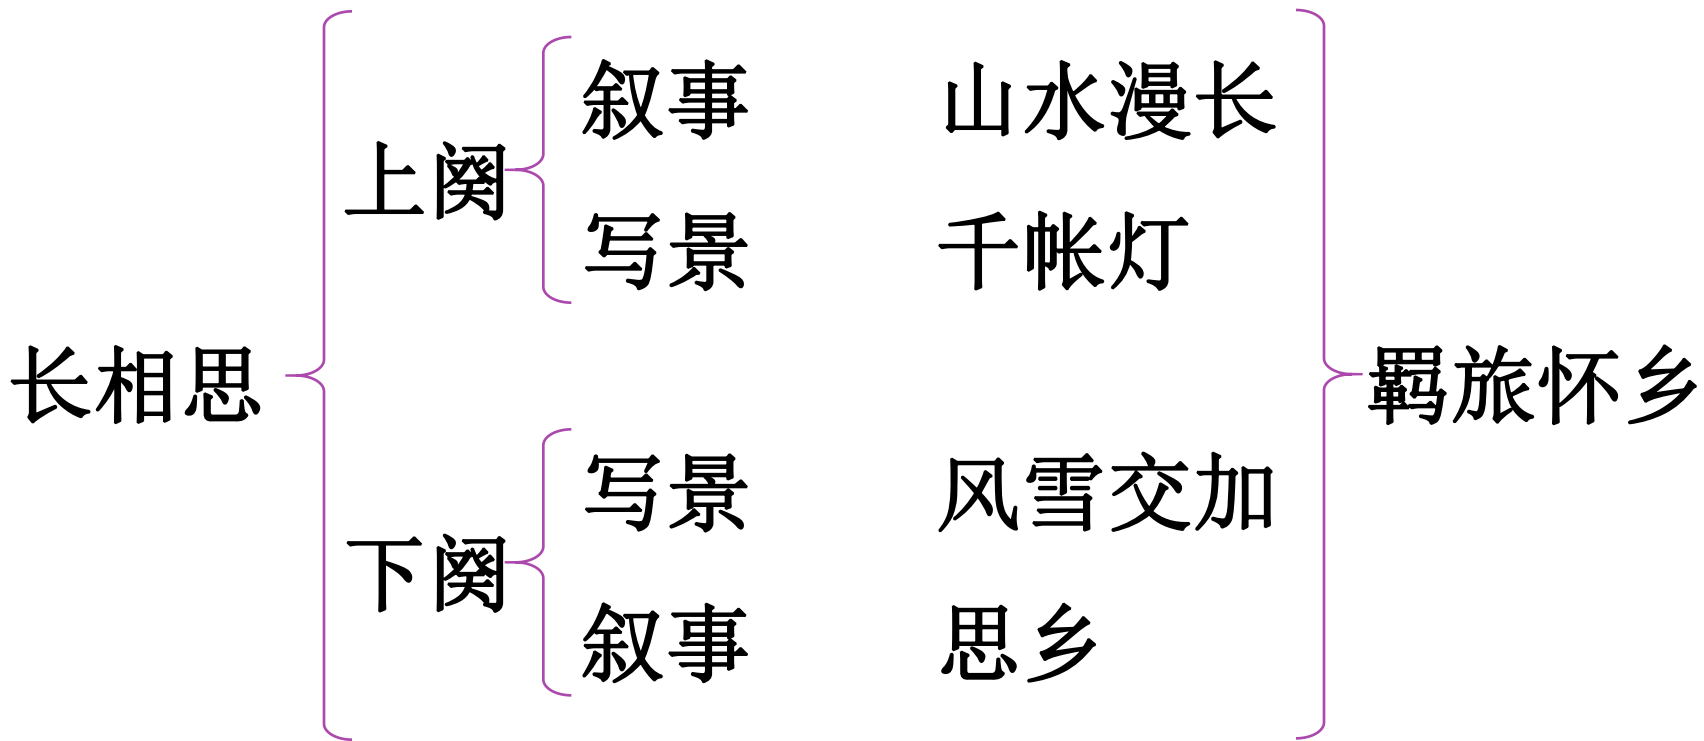 叙事 山水漫长
上阕
写景 千帐灯
长相思
羁旅怀乡
写景 风雪交加
下阕
叙事 思乡